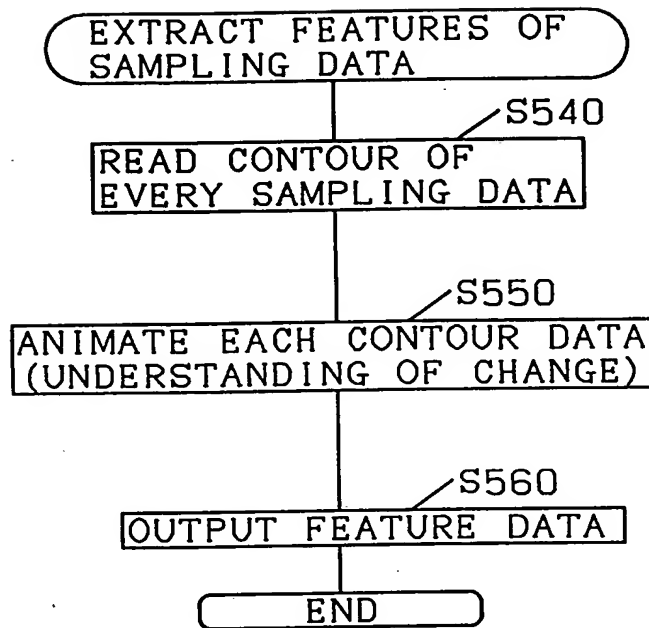 EXTRACT FEATURES OF
SAMPLING DATA
S540
READ CONTOUR OF
EVERY SAMPLING DATA
S550
ANIMATE EACH CONTOUR DATA
(UNDERSTANDING OF CHANGE)
S560
OUTPUT FEATURE DATA
END